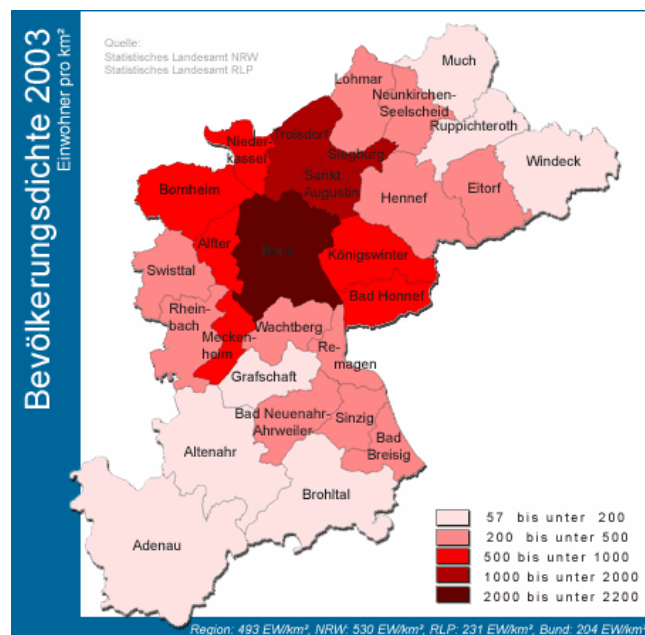 Bevölkerungsdichte 2003
Einwohner pro km²
Quelle:
Statistisches Landesamt NRW
Statistisches Landesamt RLP
Much
Lohmar
Neunkirchen-
Seelscheid
Ruppichteroth
Windeck
Troisdorf
Nieder-
kassel
Siegburg
Sankt
Augustin
Bornheim
Hennef
Eitorf
Alfter
Bonn
Königswinter
Swisttal
Bad Honnef
Rhein-
bach
Wachtberg
Meckenheim
Re-
magen
Grafschaft
Bad Neuenahr-
Ahrweiler
Sinzig
Bad
Breisig
Altenahr
Brohltal
Adenau
57 bis unter 200
200 bis unter 500
500 bis unter 1000
1000 bis unter 2000
2000 bis unter 2200
Region: 493 EW/km², NRW: 530 EW/km², RLP: 231 EW/km², Bund: 204 EW/km²